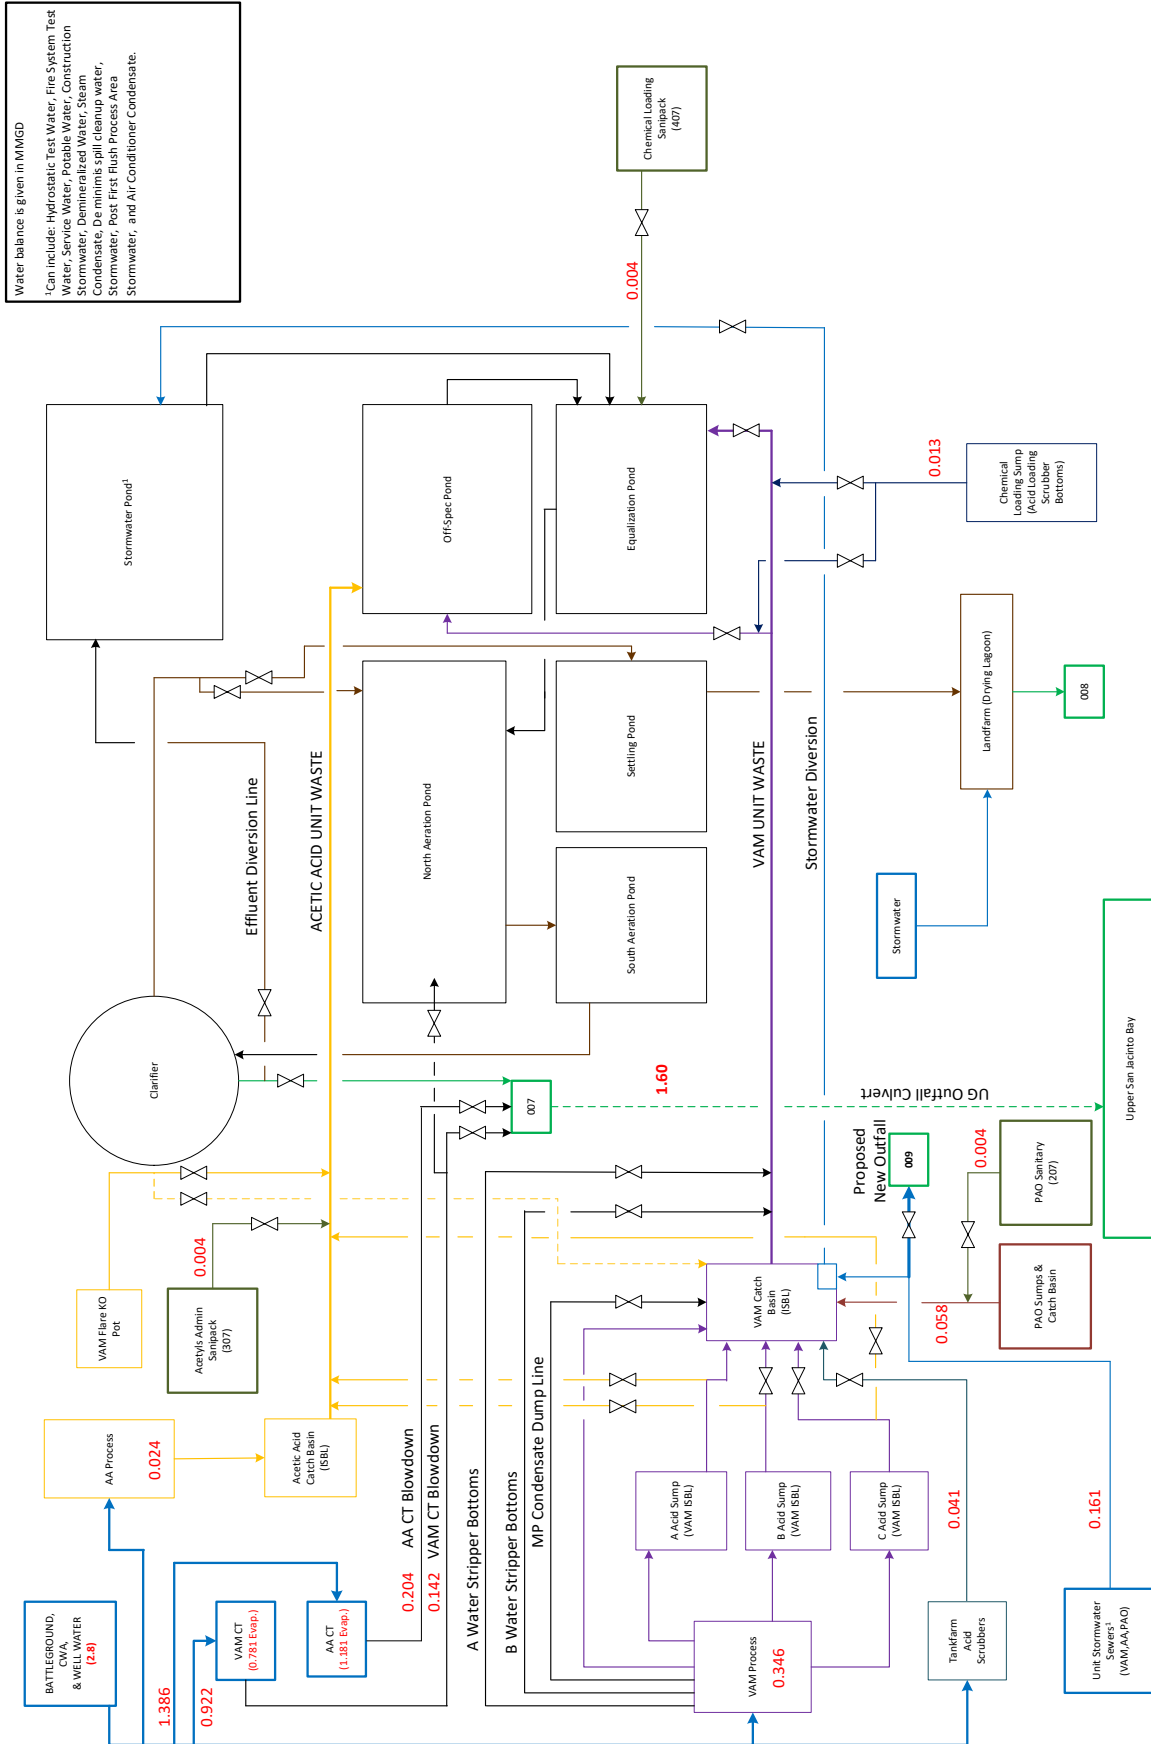 Water balance is given in MMGD
¹Can include: Hydrostatic Test Water, Fire System Test
Water, Service Water, Potable Water, Construction
Stormwater, Demineralized Water, Steam
Condensate, De minimis spill cleanup water,
Stormwater, Post First Flush Process Area
Stormwater, and Air Conditioner Condensate.
BATTLEGROUND,
CWA,
& WELL WATER
(2.8)
1.386
0.922
VAM CT
(0.781 Evap.)
AA CT
(1.181 Evap.)
AA Process
0.024
Acetic Acid
Catch Basin
(ISBL)
VAM Flare KO
Pot
Acetyls Admin
Sanipack
(307)
0.004
Clarifier
Effluent Diversion Line
ACETIC ACID UNIT WASTE
Stormwater Pond¹
Off-Spec Pond
Equalization Pond
North Aeration Pond
Settling Pond
South Aeration Pond
Chemical Loading
Sanipack
(407)
0.004
0.204 AA CT Blowdown
0.142 VAM CT Blowdown
A Water Stripper Bottoms
B Water Stripper Bottoms
MP Condensate Dump Line
007
1.60
UG Outfall Culvert
VAM Process
0.346
A Acid Sump
(VAM ISBL)
B Acid Sump
(VAM ISBL)
C Acid Sump
(VAM ISBL)
VAM Catch
Basin
(ISBL)
VAM UNIT WASTE
Stormwater Diversion
0.013
Chemical
Loading Sump
(Acid Loading
Scrubber
Bottoms)
Tankfarm
Acid
Scrubbers
0.041
Unit Stormwater
Sewers¹
(VAM,AA,PAO)
0.161
0.058
PAO Sumps &
Catch Basin
PAO Sanitary
(207)
0.004
Proposed
New Outfall
009
Stormwater
Landfarm (Drying Lagoon)
008
Upper San Jacinto Bay